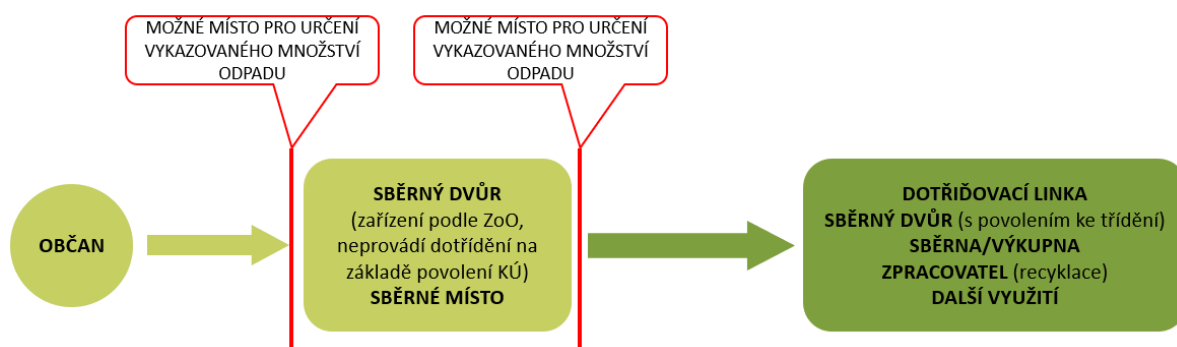 MOŽNÉ MÍSTO PRO URČENÍ
VYKAZOVANÉHO MNOŽSTVÍ
ODPADU
MOŽNÉ MÍSTO PRO URČENÍ
VYKAZOVANÉHO MNOŽSTVÍ
ODPADU
OBČAN
SBĚRNÝ DVŮR
(zařízení podle ZoO,
neprovádí dotřídění na
základě povolení KÚ)
SBĚRNÉ MÍSTO
DOTŘIĎOVACÍ LINKA
SBĚRNÝ DVŮR (s povolením ke třídění)
SBĚRNA/VÝKUPNA
ZPRACOVATEL (recyklace)
DALŠÍ VYUŽITÍ